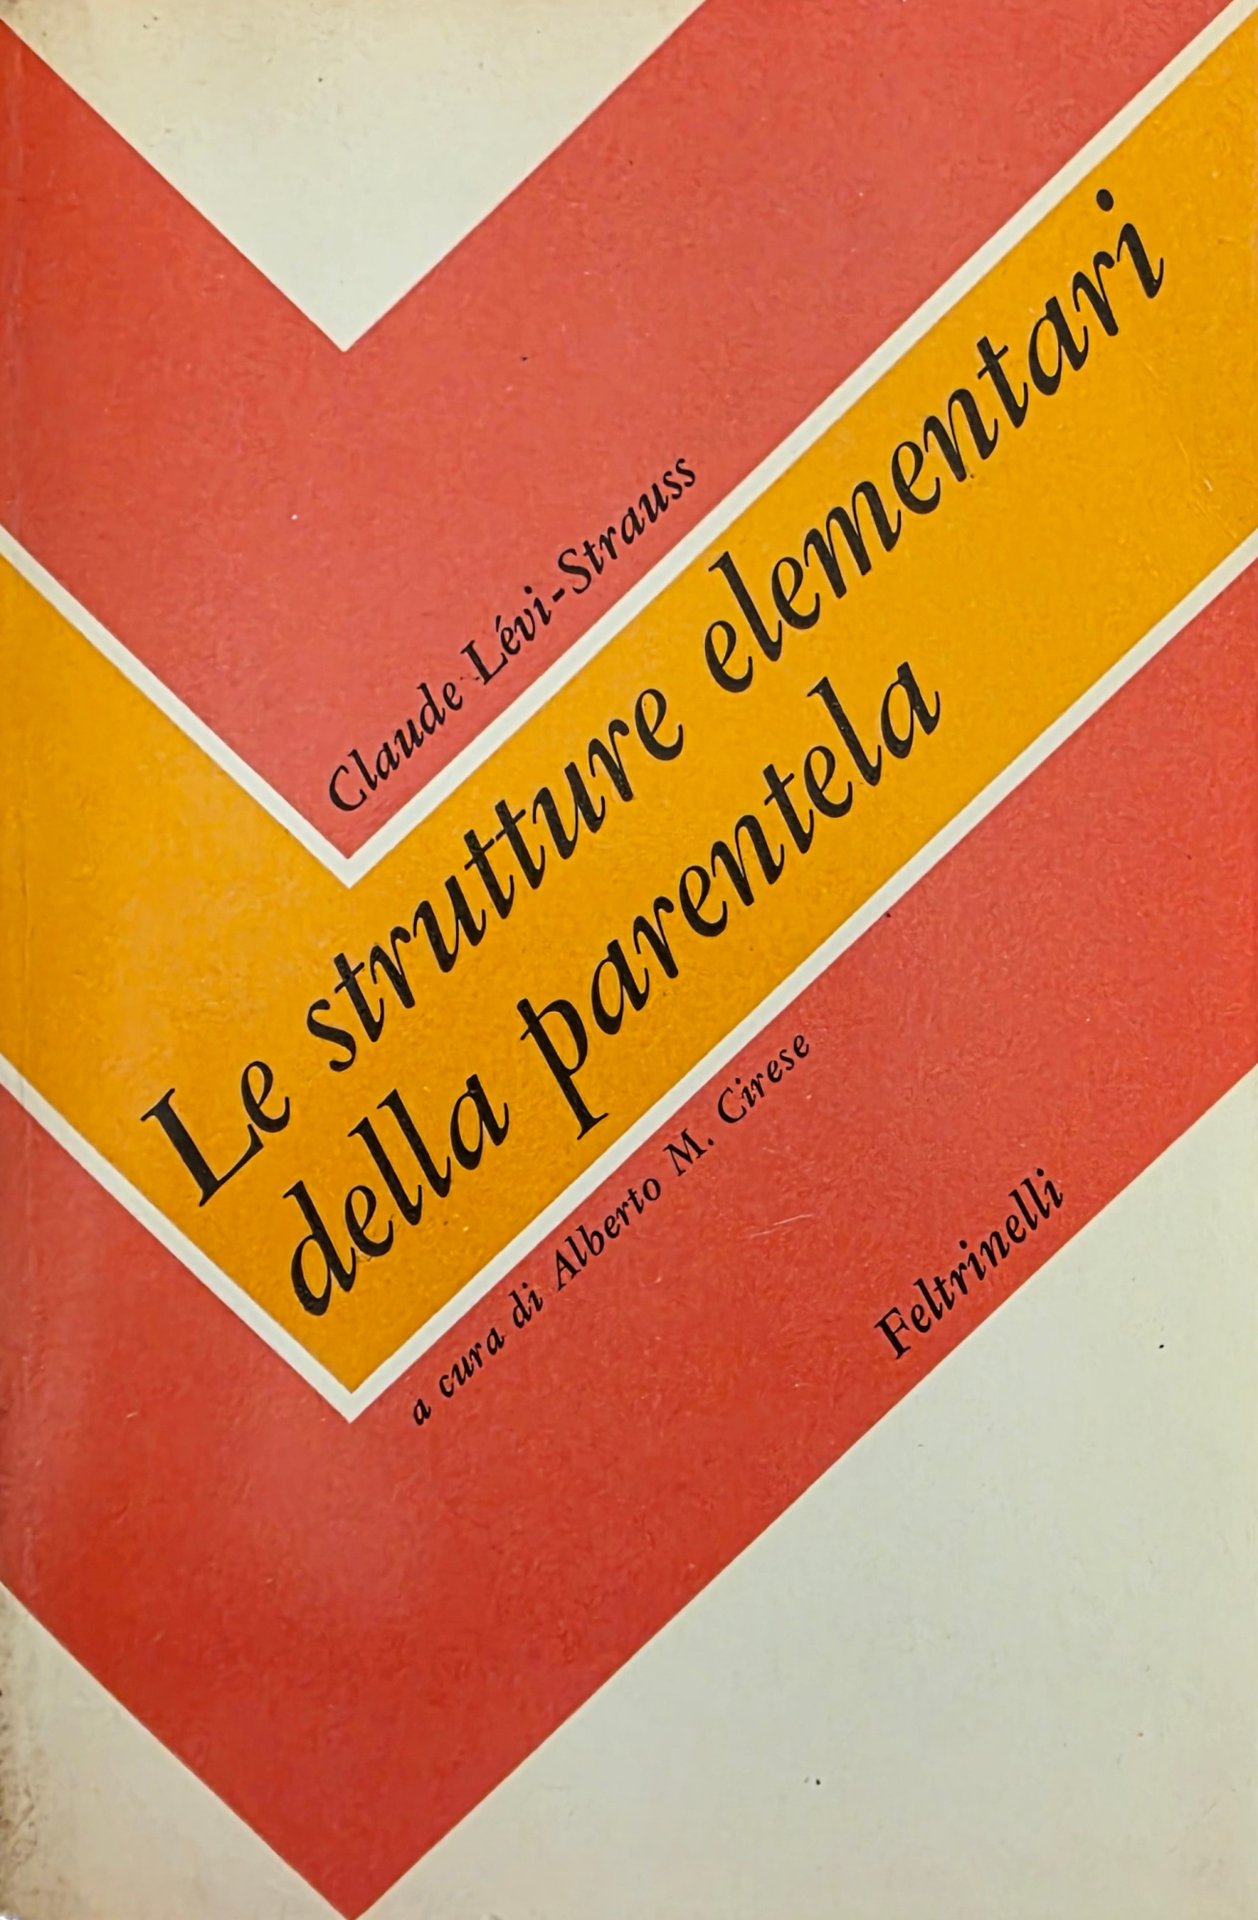 Claude Lévi-Strauss
Le strutture elementari
della parentela
a cura di Alberto M. Cirese
Feltrinelli